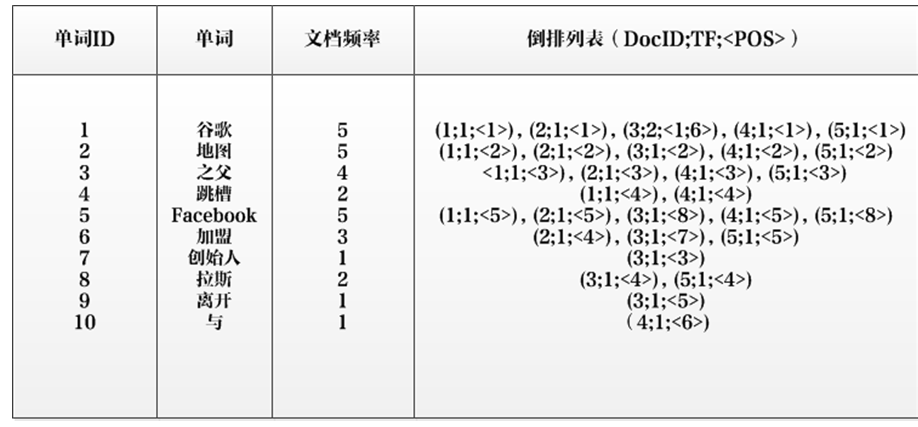 单词ID 单词 文档频率 倒排列表（DocID;TF;<POS>）
1 谷歌 5 (1;1;<1>), (2;1;<1>), (3;2;<1;6>), (4;1;<1>), (5;1;<1>)
2 地图 5 (1;1;<2>), (2;1;<2>), (3;1;<2>), (4;1;<2>), (5;1;<2>)
3 之父 4 <1;1;<3>), (2;1;<3>), (4;1;<3>), (5;1;<3>)
4 跳槽 2 (1;1;<4>), (4;1;<4>)
5 Facebook 5 (1;1;<5>), (2;1;<5>), (3;1;<8>), (4;1;<5>), (5;1;<8>)
6 加盟 3 (2;1;<4>), (3;1;<7>), (5;1;<5>)
7 创始人 1 (3;1;<3>)
8 拉斯 2 (3;1;<4>), (5;1;<4>)
9 离开 1 (3;1;<5>)
10 与 1 （4;1;<6>)